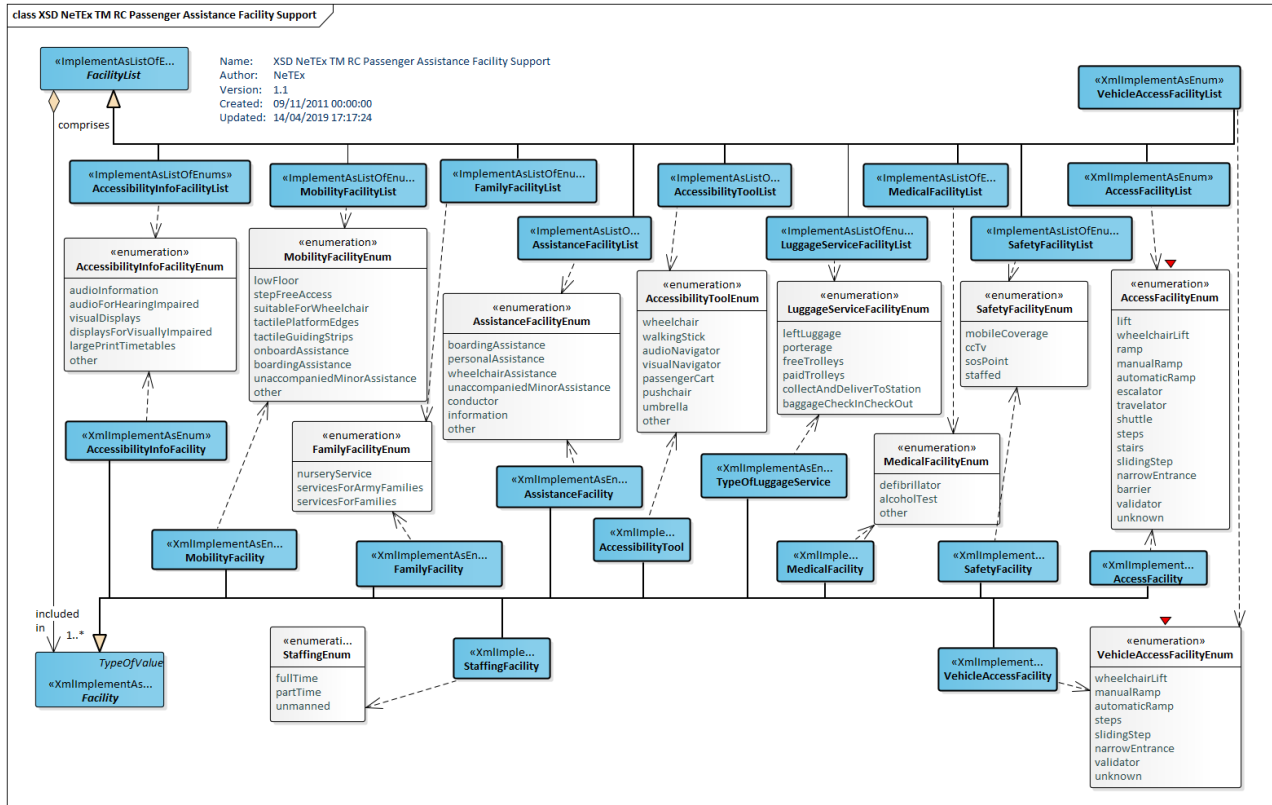 class XSD NeTEx TM RC Passenger Assistance Facility Support
«ImplementAsListOfE...
FacilityList
Name: XSD NeTEx TM RC Passenger Assistance Facility Support
Author: NeTEx
Version: 1.1
Created: 09/11/2011 00:00:00
Updated: 14/04/2019 17:17:24
«XmlImplementAsEnum»
VehicleAccessFacilityList
comprises
«ImplementAsListOfEnums»
AccessibilityInfoFacilityList
«ImplementAsListOfEnu...
MobilityFacilityList
«ImplementAsListOfEnu...
FamilyFacilityList
«ImplementAsListO...
AccessibilityToolList
«ImplementAsListOfE...
MedicalFacilityList
«XmlImplementAsEnum»
AccessFacilityList
«ImplementAsListO...
AssistanceFacilityList
«ImplementAsListOfEnum...
LuggageServiceFacilityList
«ImplementAsListOfEnu...
SafetyFacilityList
«enumeration»
AccessibilityInfoFacilityEnum
audioInformation
audioForHearingImpaired
visualDisplays
displaysForVisuallyImpaired
largePrintTimetables
other
«enumeration»
MobilityFacilityEnum
lowFloor
stepFreeAccess
suitableForWheelchair
tactilePlatformEdges
tactileGuidingStrips
onboardAssistance
boardingAssistance
unaccompaniedMinorAssistance
other
«enumeration»
AssistanceFacilityEnum
boardingAssistance
personalAssistance
wheelchairAssistance
unaccompaniedMinorAssistance
conductor
information
other
«enumeration»
AccessibilityToolEnum
wheelchair
walkingStick
audioNavigator
visualNavigator
passengerCart
pushchair
umbrella
other
«enumeration»
LuggageServiceFacilityEnum
leftLuggage
porterage
freeTrolleys
paidTrolleys
collectAndDeliverToStation
baggageCheckInCheckOut
«enumeration»
SafetyFacilityEnum
mobileCoverage
ccTv
sosPoint
staffed
«enumeration»
AccessFacilityEnum
lift
wheelchairLift
ramp
manualRamp
automaticRamp
escalator
travelator
shuttle
steps
stairs
slidingStep
narrowEntrance
barrier
validator
unknown
«XmlImplementAsEnum»
AccessibilityInfoFacility
«enumeration»
FamilyFacilityEnum
nurseryService
servicesForArmyFamilies
servicesForFamilies
«XmlImplementAsEn...
AssistanceFacility
«XmlImplementAsEn...
TypeOfLuggageService
«enumeration»
MedicalFacilityEnum
defibrillator
alcoholTest
other
«XmlImplementAsEn...
MobilityFacility
«XmlImplementAsEn...
FamilyFacility
«XmlImple...
AccessibilityTool
«XmlImple...
MedicalFacility
«XmlImplement...
SafetyFacility
«XmlImplement...
AccessFacility
included
in
1..*
TypeOfValue
«XmlImplementAs...
Facility
«enumerati...
StaffingEnum
fullTime
partTime
unmanned
«XmlImple...
StaffingFacility
«XmlImplement...
VehicleAccessFacility
«enumeration»
VehicleAccessFacilityEnum
wheelchairLift
manualRamp
automaticRamp
steps
slidingStep
narrowEntrance
validator
unknown